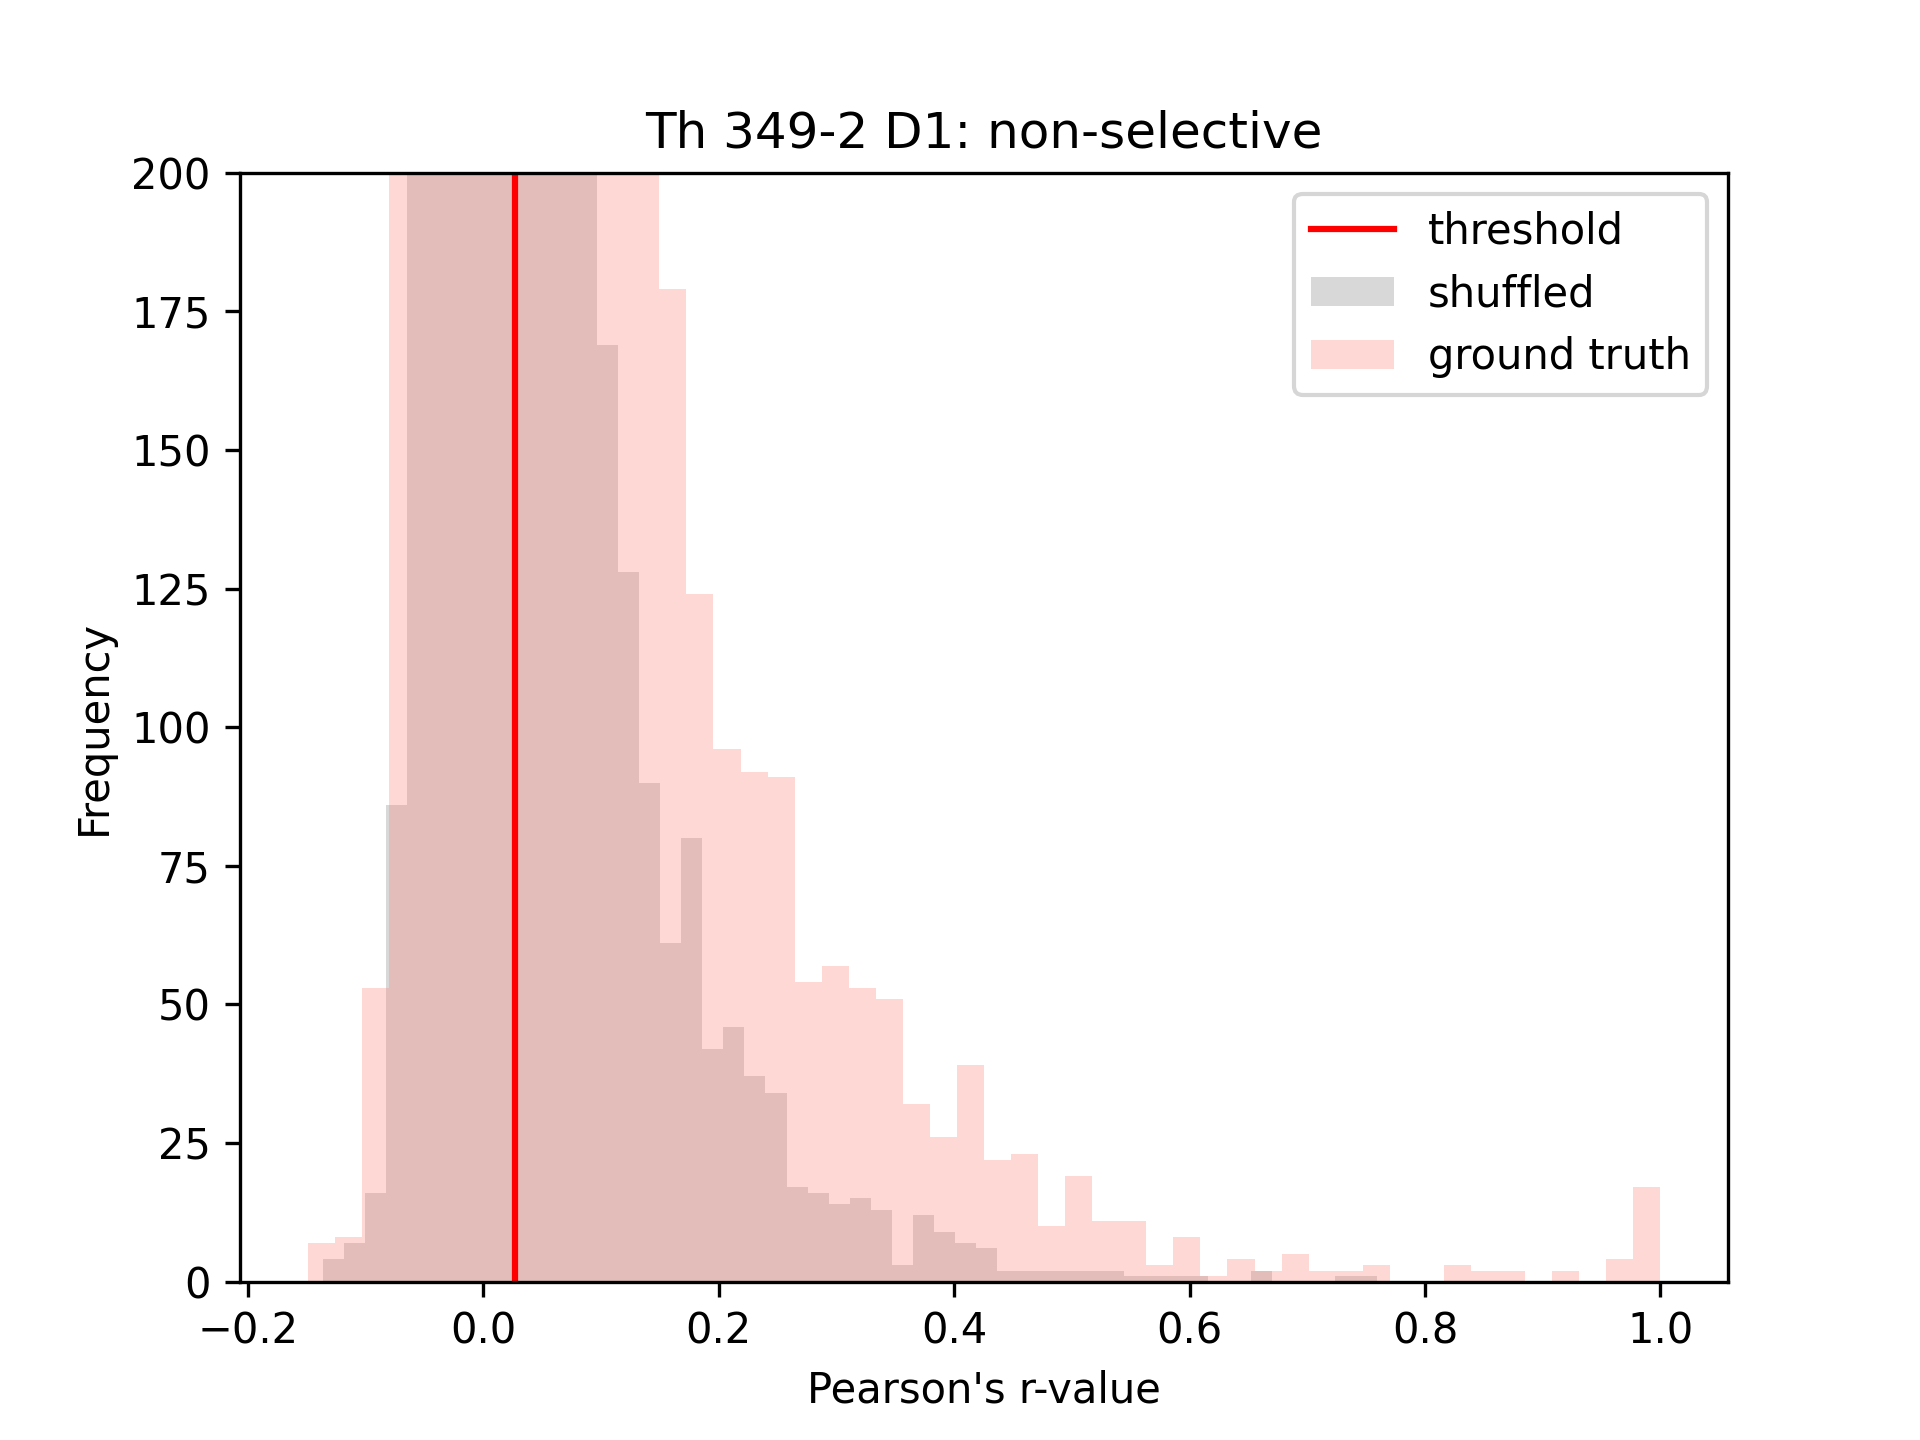 Th 349-2 D1: non-selective
200
175
150
125
100
75
50
25
0
Frequency
threshold
shuffled
ground truth
−0.2 0.0 0.2 0.4 0.6 0.8 1.0
Pearson's r-value